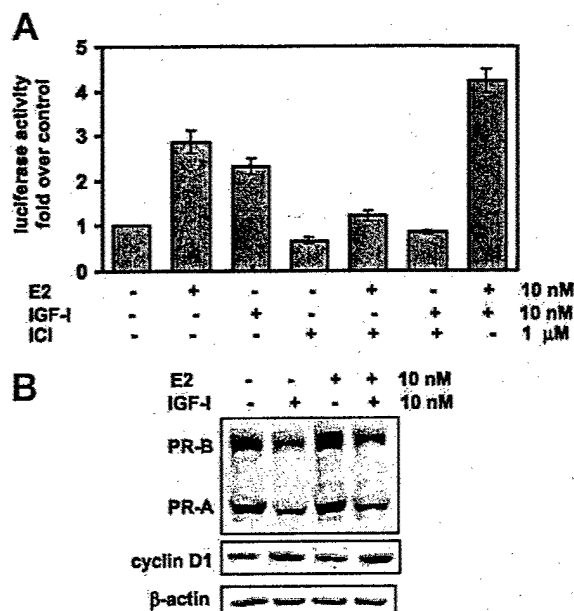 A
luciferase activity
fold over control
5
4
3
2
1
0
E2 - + - - + - + 10 nM
IGF-I - - + - - + + 10 nM
ICI - - - + + + - 1 µM
B
E2 - - + + 10 nM
IGF-I - + - + 10 nM
PR-B
PR-A
cyclin D1
β-actin